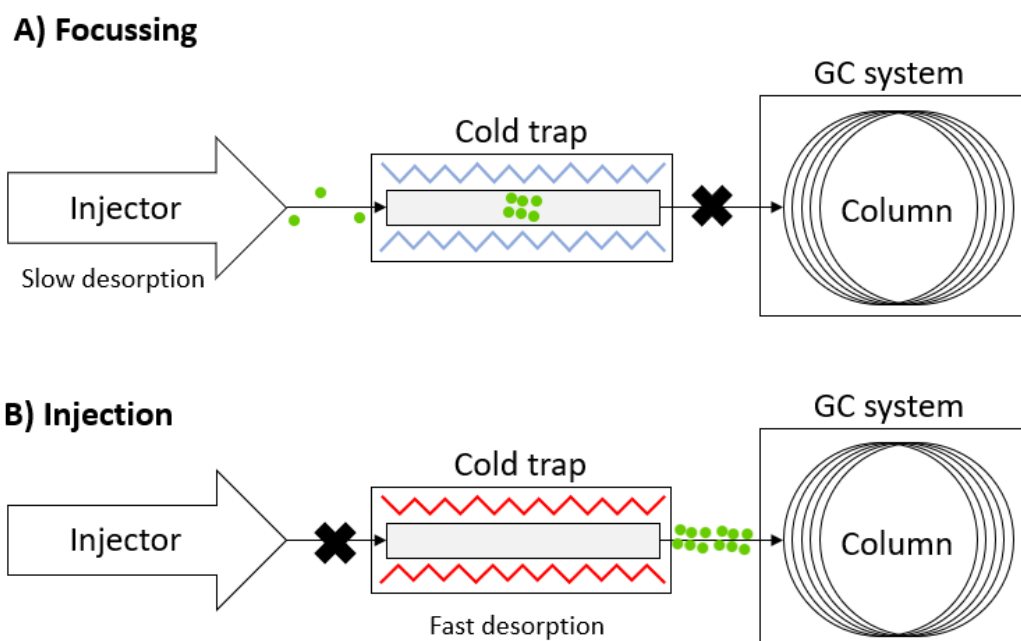 A) Focussing
GC system
Cold trap
Injector
Column
Slow desorption
B) Injection
GC system
Cold trap
Injector
Column
Fast desorption